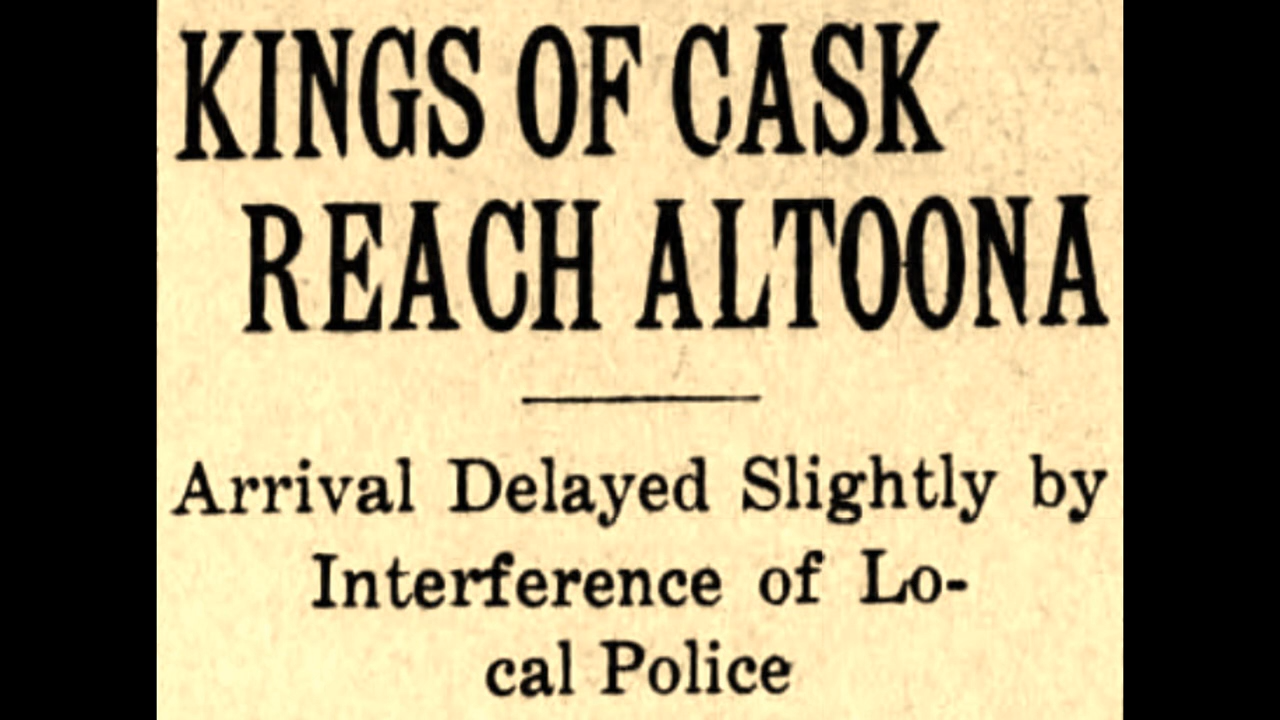 KINGS OF CASK
REACH ALTOONA
Arrival Delayed Slightly by
Interference of Lo-
cal Police